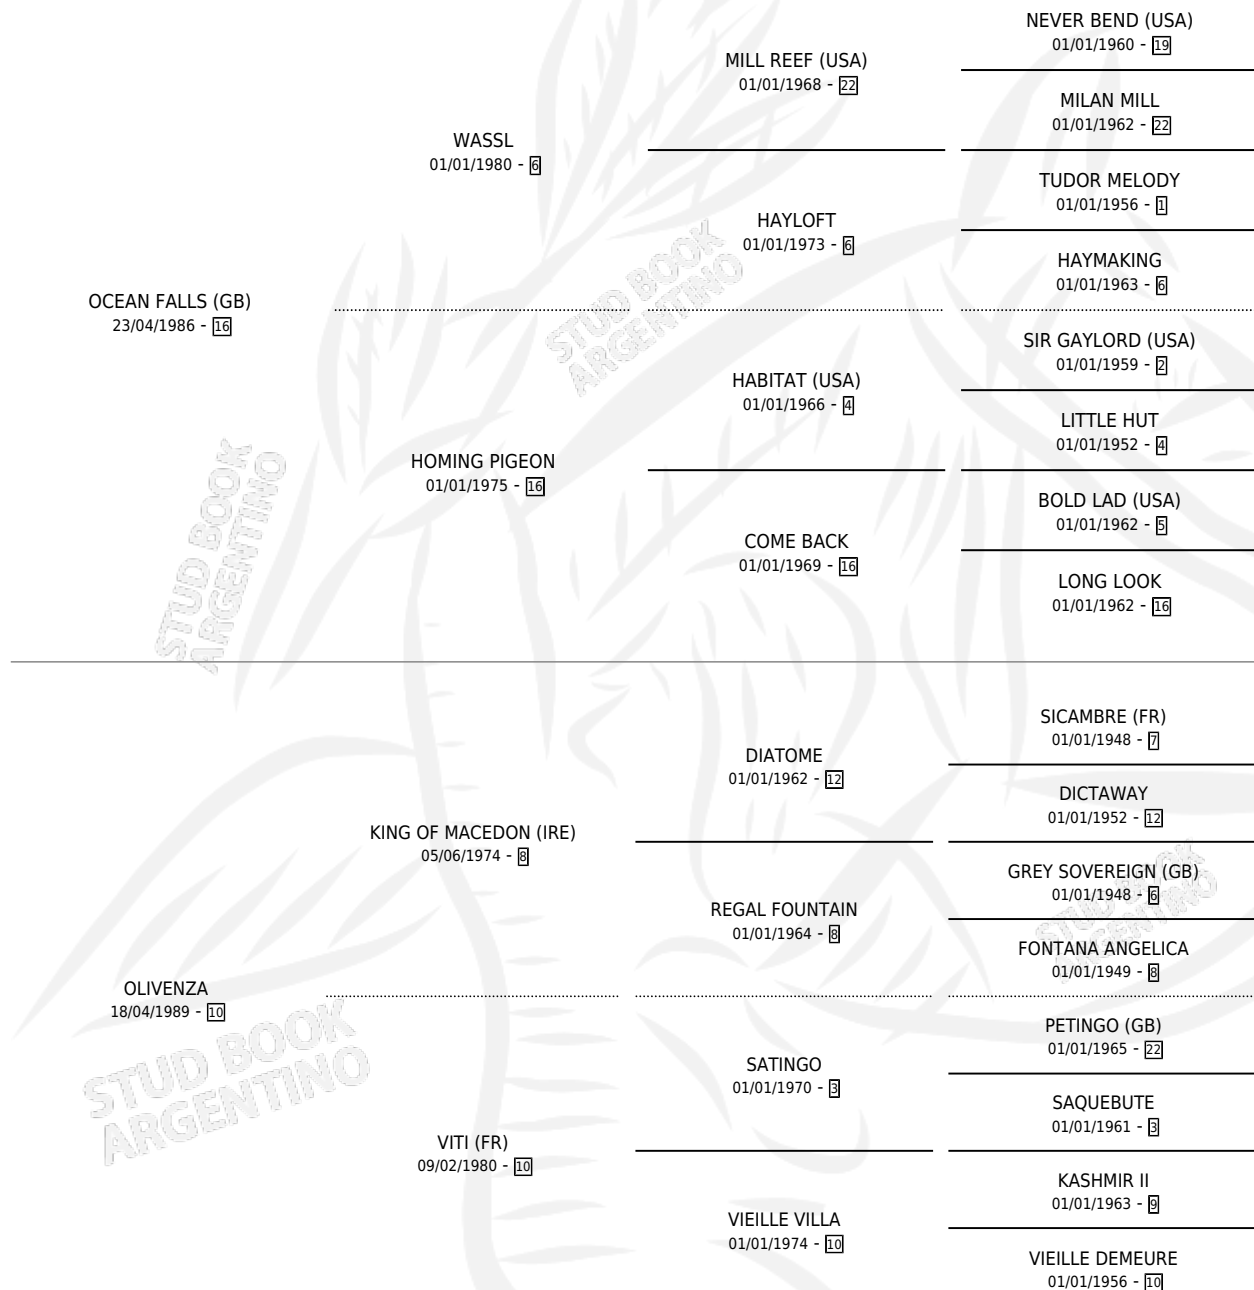 NEVER BEND (USA)
01/01/1960 - 19
MILL REEF (USA)
01/01/1968 - 22
MILAN MILL
01/01/1962 - 22
WASSL
01/01/1980 - 6
TUDOR MELODY
01/01/1956 - 1
HAYLOFT
01/01/1973 - 6
HAYMAKING
01/01/1963 - 6
OCEAN FALLS (GB)
23/04/1986 - 16
STUD BOOK
ARGENTINO
SIR GAYLORD (USA)
01/01/1959 - 2
HABITAT (USA)
01/01/1966 - 4
LITTLE HUT
01/01/1952 - 4
HOMING PIGEON
01/01/1975 - 16
BOLD LAD (USA)
01/01/1962 - 5
COME BACK
01/01/1969 - 16
LONG LOOK
01/01/1962 - 16
STUD BOOK
ARGENTINO
SICAMBRE (FR)
01/01/1948 - 7
DIATOME
01/01/1962 - 12
DICTAWAY
01/01/1952 - 12
KING OF MACEDON (IRE)
05/06/1974 - 8
GREY SOVEREIGN (GB)
01/01/1948 - 6
REGAL FOUNTAIN
01/01/1964 - 8
FONTANA ANGELICA
01/01/1949 - 8
STUD BOOK
ARGENTINO
OLIVENZA
18/04/1989 - 10
PETINGO (GB)
01/01/1965 - 22
SATINGO
01/01/1970 - 3
SAQUEBUTE
01/01/1961 - 3
STUD BOOK
ARGENTINO
VITI (FR)
09/02/1980 - 10
KASHMIR II
01/01/1963 - 9
VIEILLE VILLA
01/01/1974 - 10
VIEILLE DEMEURE
01/01/1956 - 10